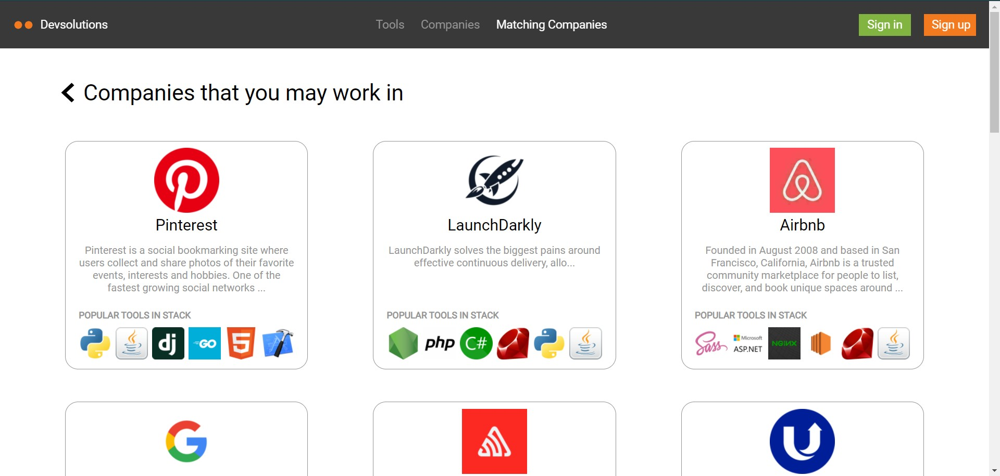 Devsolutions
Tools
Companies
Matching Companies
Sign in
Sign up
Companies that you may work in
Pinterest
Pinterest is a social bookmarking site where
users collect and share photos of their favorite
events, interests and hobbies. One of the
fastest growing social networks ...
POPULAR TOOLS IN STACK
dj
GO
5
LaunchDarkly
LaunchDarkly solves the biggest pains around
effective continuous delivery, allo...
POPULAR TOOLS IN STACK
php
C#
Airbnb
Founded in August 2008 and based in San
Francisco, California, Airbnb is a trusted
community marketplace for people to list,
discover, and book unique spaces around ...
POPULAR TOOLS IN STACK
Sass
Microsoft
ASP.NET
NGINX